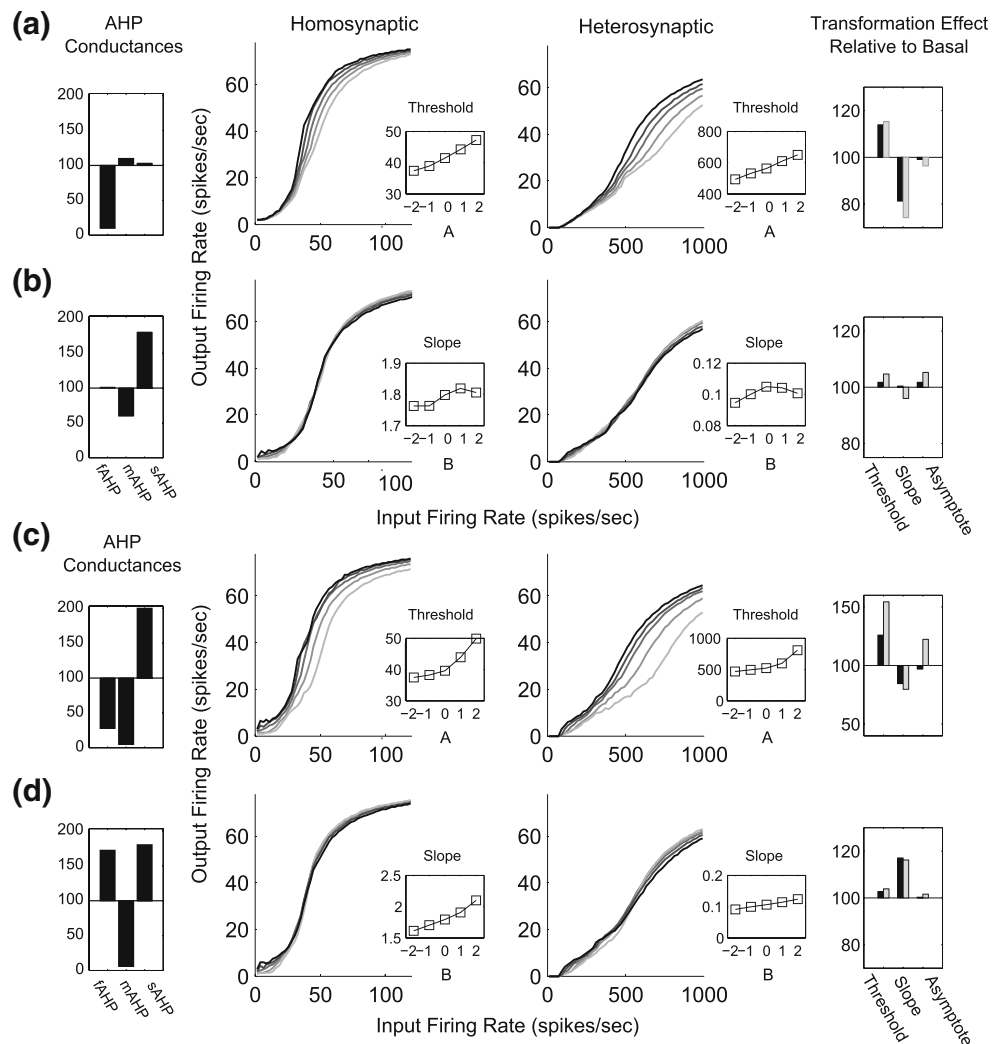 (a)
AHP
Conductances
Homosynaptic
Heterosynaptic
Transformation Effect
Relative to Basal
Output Firing Rate (spikes/sec)
200
150
100
50
0
60
40
20
0
0 50 100
Threshold
50
40
30
-2 -1 0 1 2
A
0 500 1000
Threshold
800
600
400
-2 -1 0 1 2
A
120
100
80
(b)
200
150
100
50
0
fAHP
mAHP
sAHP
60
40
20
0
0 50 100
Slope
1.9
1.8
1.7
-2 -1 0 1 2
B
60
40
20
0
0 500 1000
Slope
0.12
0.1
0.08
-2 -1 0 1 2
B
120
100
80
Threshold
Slope
Asymptote
Input Firing Rate (spikes/sec)
(c)
AHP
Conductances
Output Firing Rate (spikes/sec)
200
150
100
50
0
60
40
20
0
0 50 100
Threshold
50
40
30
-2 -1 0 1 2
A
60
40
20
0
0 500 1000
Threshold
1000
500
0
-2 -1 0 1 2
A
150
100
50
(d)
200
150
100
50
0
fAHP
mAHP
sAHP
60
40
20
0
0 50 100
Slope
2.5
2
1.5
-2 -1 0 1 2
B
60
40
20
0
0 500 1000
Slope
0.2
0.1
0
-2 -1 0 1 2
B
120
100
80
Threshold
Slope
Asymptote
Input Firing Rate (spikes/sec)